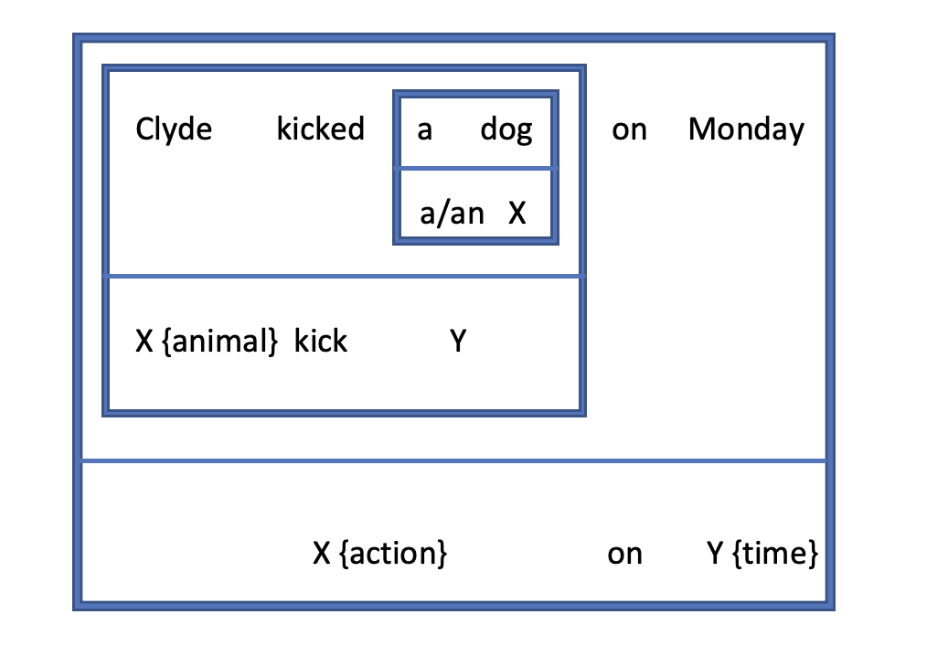 Clyde kicked a dog on Monday
a/an X
X {animal} kick Y
X {action} on Y {time}